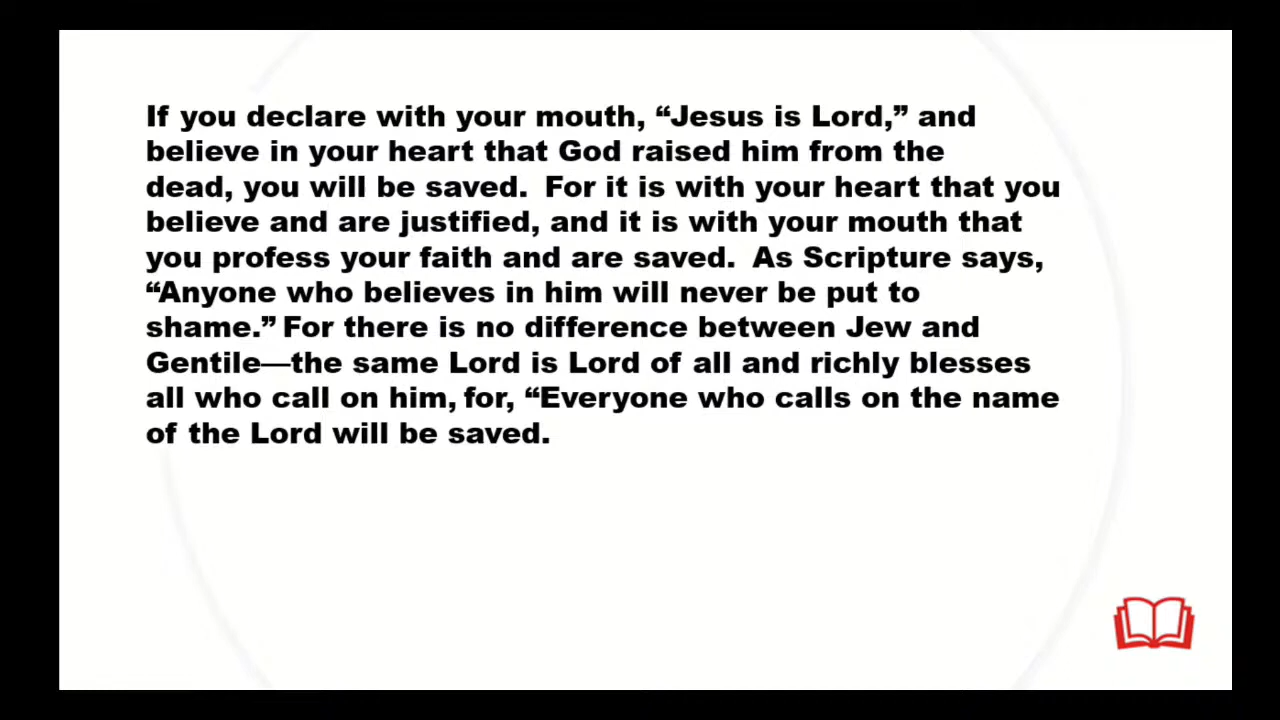 If you declare with your mouth, “Jesus is Lord,” and
believe in your heart that God raised him from the
dead, you will be saved.  For it is with your heart that you
believe and are justified, and it is with your mouth that
you profess your faith and are saved.  As Scripture says,
“Anyone who believes in him will never be put to
shame.” For there is no difference between Jew and
Gentile—the same Lord is Lord of all and richly blesses
all who call on him, for, “Everyone who calls on the name
of the Lord will be saved.